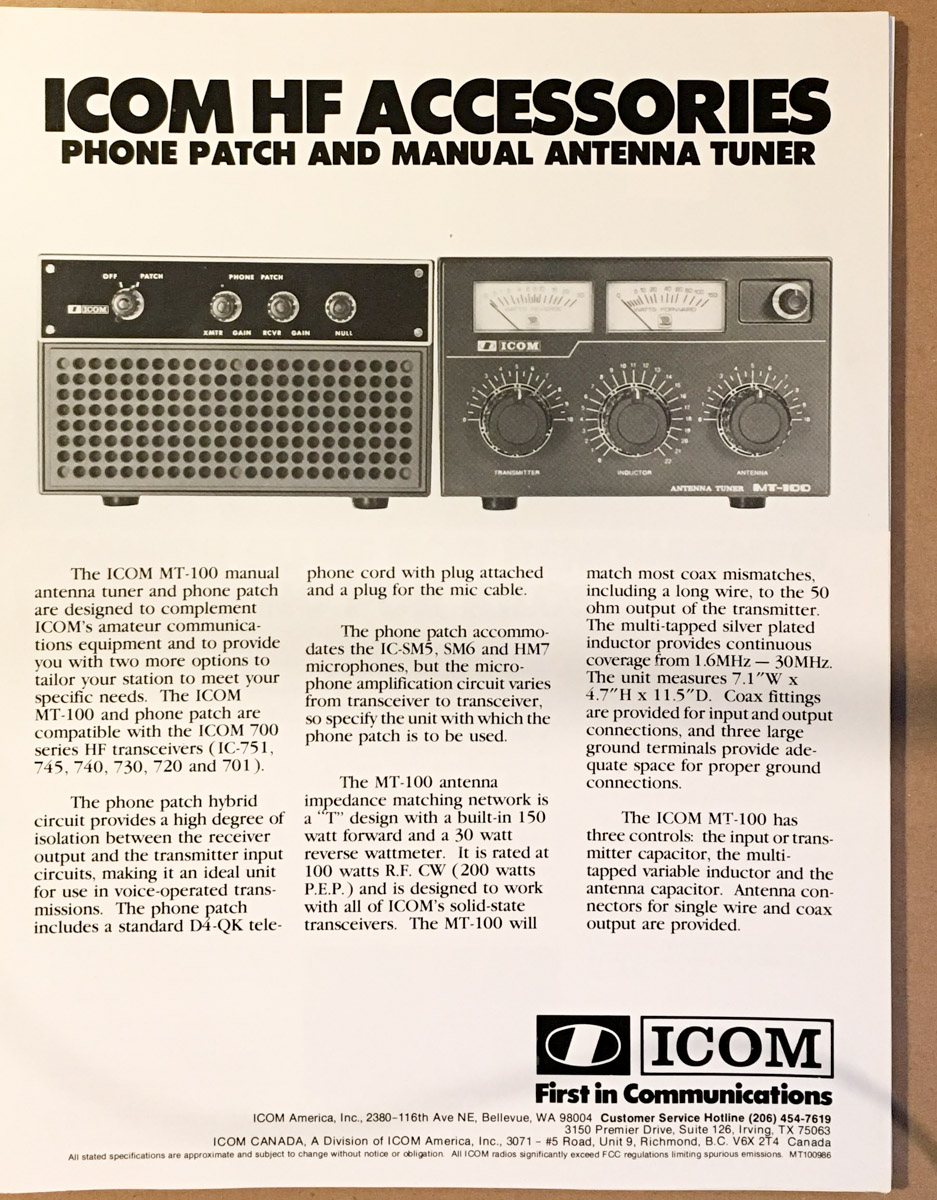 ICOM HF ACCESSORIES
PHONE PATCH AND MANUAL ANTENNA TUNER
OFF PATCH
PHONE PATCH
ICOM
XMTR GAIN RCVR GAIN NULL
WATTS FORWARD
ICOM
TRANSMITTER INDUCTOR ANTENNA
ANTENNA TUNER MT-100
The ICOM MT-100 manual
antenna tuner and phone patch
are designed to complement
ICOM's amateur communica-
tions equipment and to provide
you with two more options to
tailor your station to meet your
specific needs. The ICOM
MT-100 and phone patch are
compatible with the ICOM 700
series HF transceivers (IC-751,
745, 740, 730, 720 and 701).
The phone patch hybrid
circuit provides a high degree of
isolation between the receiver
output and the transmitter input
circuits, making it an ideal unit
for use in voice-operated trans-
missions. The phone patch
includes a standard D4-QK tele-
phone cord with plug attached
and a plug for the mic cable.
The phone patch accommo-
dates the IC-SM5, SM6 and HM7
microphones, but the micro-
phone amplification circuit varies
from transceiver to transceiver,
so specify the unit with which the
phone patch is to be used.
The MT-100 antenna
impedance matching network is
a "T" design with a built-in 150
watt forward and a 30 watt
reverse wattmeter. It is rated at
100 watts R.F. CW (200 watts
P.E.P.) and is designed to work
with all of ICOM's solid-state
transceivers. The MT-100 will
match most coax mismatches,
including a long wire, to the 50
ohm output of the transmitter.
The multi-tapped silver plated
inductor provides continuous
coverage from 1.6MHz — 30MHz.
The unit measures 7.1"W x
4.7"H x 11.5"D. Coax fittings
are provided for input and output
connections, and three large
ground terminals provide ade-
quate space for proper ground
connections.
The ICOM MT-100 has
three controls: the input or trans-
mitter capacitor, the multi-
tapped variable inductor and the
antenna capacitor. Antenna con-
nectors for single wire and coax
output are provided.
ICOM
First in Communications
ICOM America, Inc., 2380-116th Ave NE, Bellevue, WA 98004 Customer Service Hotline (206) 454-7619
3150 Premier Drive, Suite 126, Irving, TX 75063
ICOM CANADA, A Division of ICOM America, Inc., 3071 - #5 Road, Unit 9, Richmond, B.C. V6X 2T4 Canada
All stated specifications are approximate and subject to change without notice or obligation. All ICOM radios significantly exceed FCC regulations limiting spurious emissions. MT100986